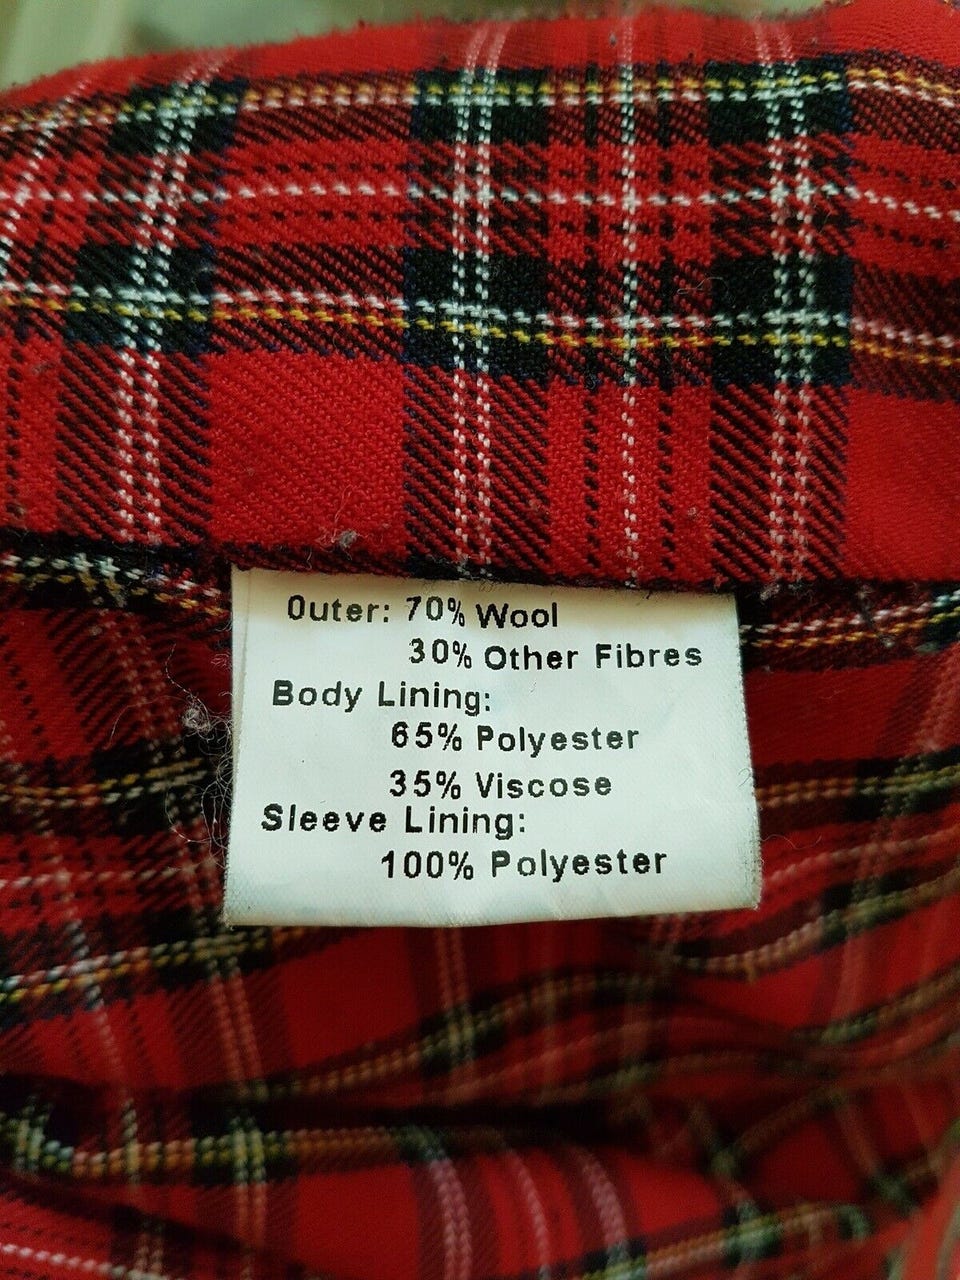 Outer: 70% Wool
30% Other Fibres
Body Lining:
65% Polyester
35% Viscose
Sleeve Lining:
100% Polyester